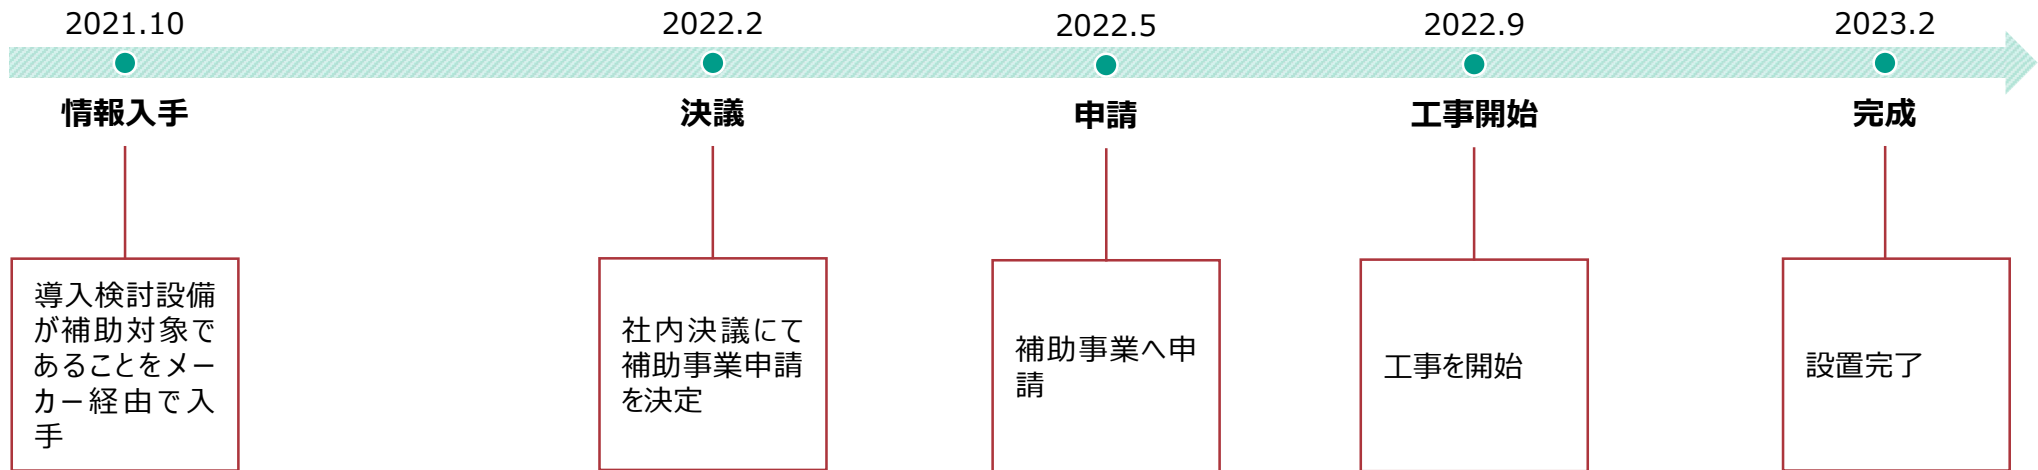 2021.10
2022.2
2022.5
2022.9
2023.2
情報入手
決議
申請
工事開始
完成
導入検討設備
が補助対象で
あることをメー
カー経由で入
手
社内決議にて
補助事業申請
を決定
補助事業へ申
請
工事を開始
設置完了